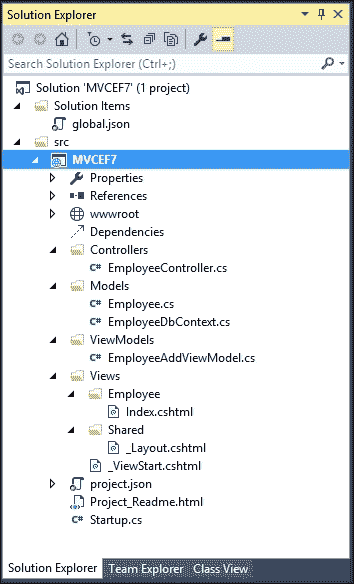 Solution Explorer
Search Solution Explorer (Ctrl+;)
Solution 'MVCEF7' (1 project)
Solution Items
global.json
src
MVCEF7
Properties
References
wwwroot
Dependencies
Controllers
EmployeeController.cs
Models
Employee.cs
EmployeeDbContext.cs
ViewModels
EmployeeAddViewModel.cs
Views
Employee
Index.cshtml
Shared
_Layout.cshtml
_ViewStart.cshtml
project.json
Project_Readme.html
Startup.cs
Solution Explorer Team Explorer Class View